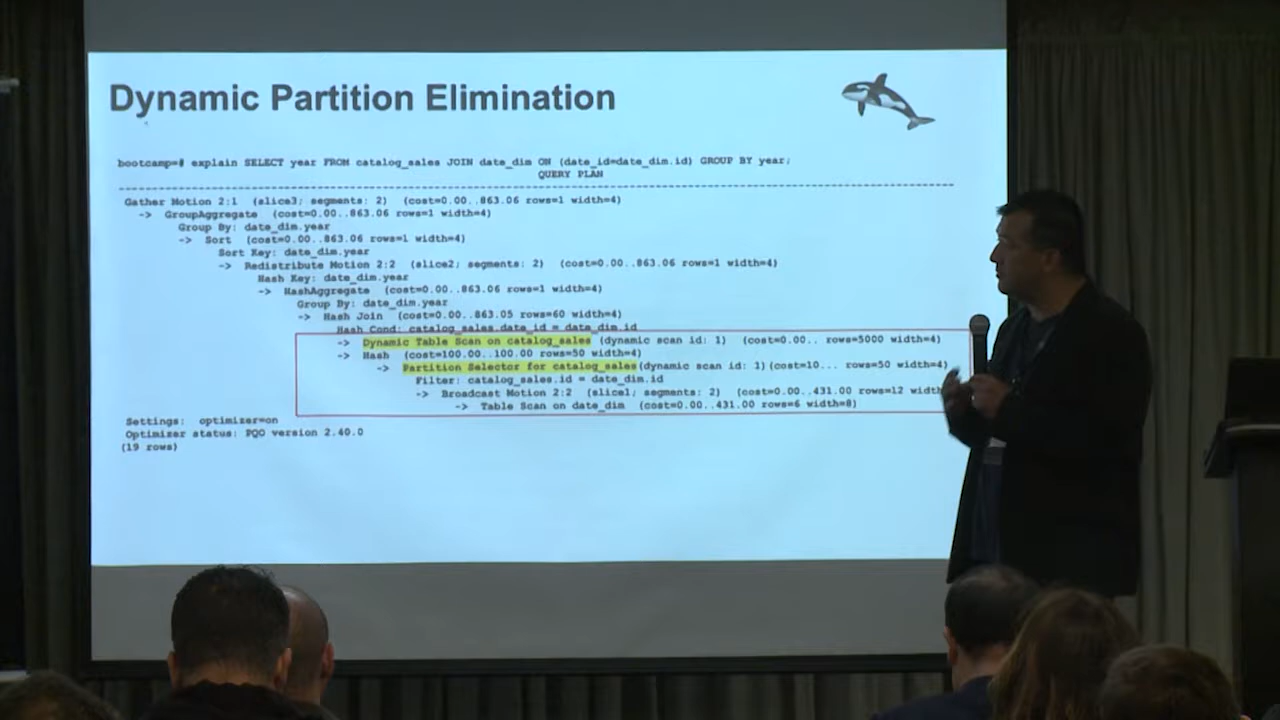 Dynamic Partition Elimination
bootcamp=# explain SELECT year FROM catalog_sales JOIN date_dim ON (date_id=date_dim.id) GROUP BY year;
QUERY PLAN
--------------------------------------------------------------------------------
Gather Motion 2:1 (slice3; segments: 2) (cost=0.00..863.06 rows=1 width=4)
-> GroupAggregate (cost=0.00..863.06 rows=1 width=4)
Group By: date_dim.year
-> Sort (cost=0.00..863.06 rows=1 width=4)
Sort Key: date_dim.year
-> Redistribute Motion 2:2 (slice2; segments: 2) (cost=0.00..863.06 rows=1 width=4)
Hash Key: date_dim.year
-> HashAggregate (cost=0.00..863.06 rows=1 width=4)
Group By: date_dim.year
-> Hash Join (cost=0.00..863.05 rows=60 width=4)
Hash Cond: catalog_sales.date_id = date_dim.id
-> Dynamic Table Scan on catalog_sales (dynamic scan id: 1) (cost=0.00.. rows=5000 width=4)
-> Hash (cost=100.00..100.00 rows=50 width=4)
-> Partition Selector for catalog_sales(dynamic scan id: 1)(cost=10... rows=50 width=4)
Filter: catalog_sales.id = date_dim.id
-> Broadcast Motion 2:2 (slice1; segments: 2) (cost=0.00..431.00 rows=12 width
-> Table Scan on date_dim (cost=0.00..431.00 rows=6 width=8)
Settings: optimizer=on
Optimizer status: PQO version 2.40.0
(19 rows)